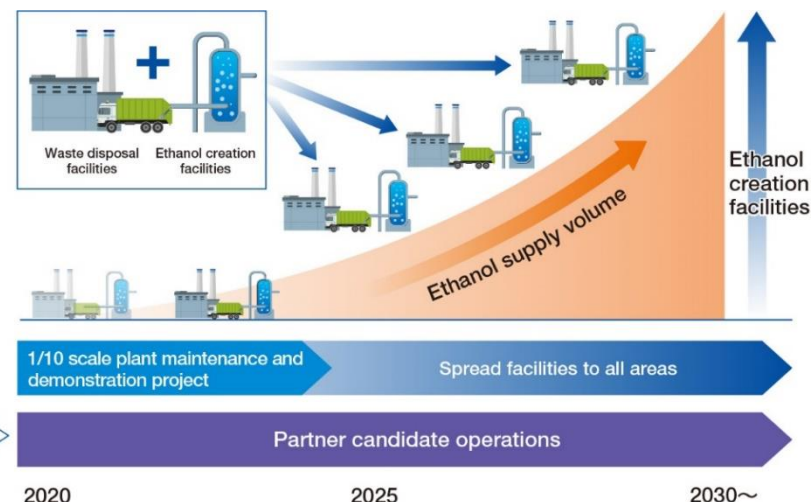 +
Waste disposal
facilities
Ethanol creation
facilities
Ethanol
creation
facilities
Ethanol supply volume
1/10 scale plant maintenance and
demonstration project
Spread facilities to all areas
Partner candidate operations
2020
2025
2030～